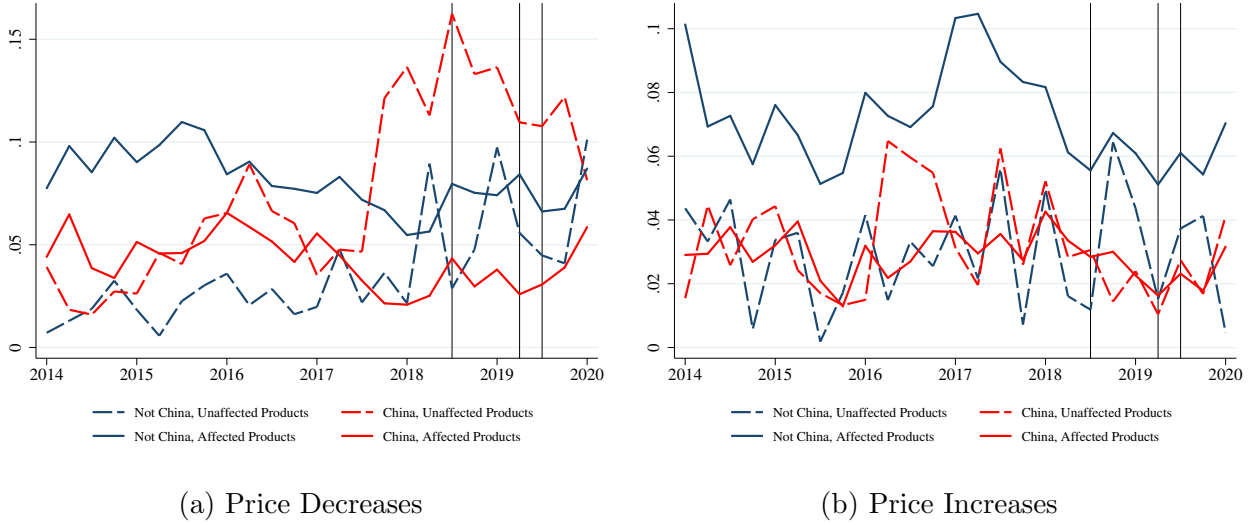 .15
.1
.05
0
2014 2015 2016 2017 2018 2019 2020
Not China, Unaffected Products China, Unaffected Products
Not China, Affected Products China, Affected Products
(a) Price Decreases
.1
.08
.06
.04
.02
0
2014 2015 2016 2017 2018 2019 2020
Not China, Unaffected Products China, Unaffected Products
Not China, Affected Products China, Affected Products
(b) Price Increases